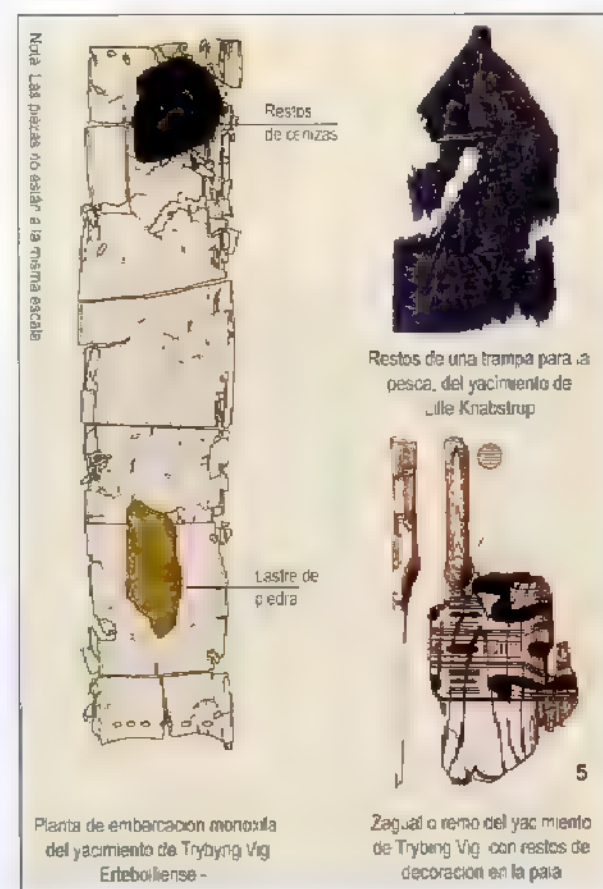 Nota Las piezas no están a la misma escala
Restos
de cenizas
Lastre de
piedra
Planta de embarcacion monoxila
del yacimiento de Trybyng Vig
Ertebolliense -
Restos de una trampa para la
pesca, del yacimiento de
Lille Knabstrup
5
Zagual o remo del yacimiento
de Trybing Vig con restos de
decoración en la pala